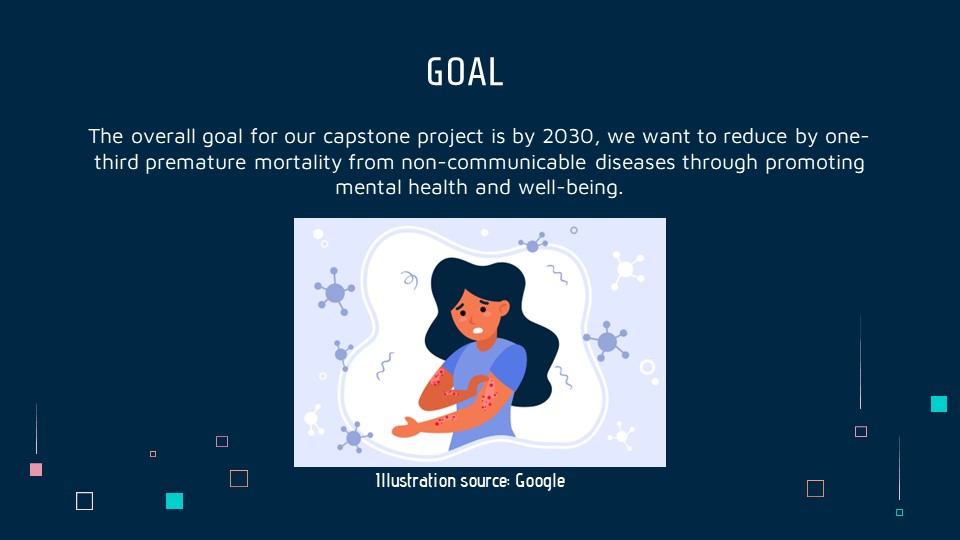 GOAL
The overall goal for our capstone project is by 2030, we want to reduce by one-
third premature mortality from non-communicable diseases through promoting
mental health and well-being.
Illustration source: Google